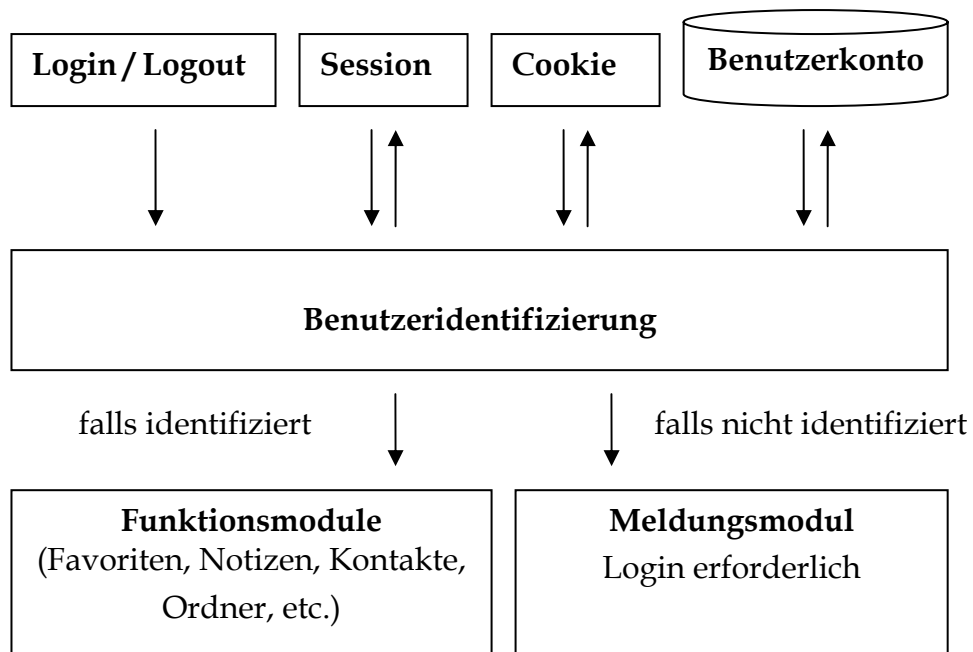 Login / Logout
Session
Cookie
Benutzerkonto
Benutzeridentifizierung
falls identifiziert
falls nicht identifiziert
Funktionsmodule
(Favoriten, Notizen, Kontakte,
Ordner, etc.)
Meldungsmodul
Login erforderlich